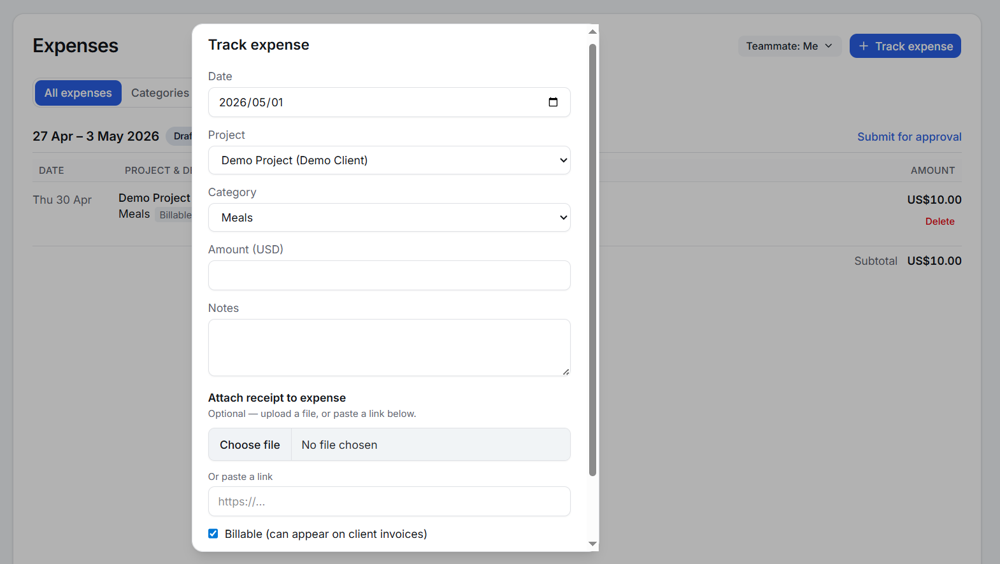 Expenses
Teammate: Me
+ Track expense
All expenses
Categories
27 Apr – 3 May 2026
Submit for approval
DATE
PROJECT &
AMOUNT
Thu 30 Apr
Demo Project
US$10.00
Meals
Billable
Delete
Subtotal US$10.00
Track expense
Date
2026/05/01
Project
Demo Project (Demo Client)
Category
Meals
Amount (USD)
Notes
Attach receipt to expense
Optional — upload a file, or paste a link below.
Choose file
No file chosen
Or paste a link
https://...
Billable (can appear on client invoices)